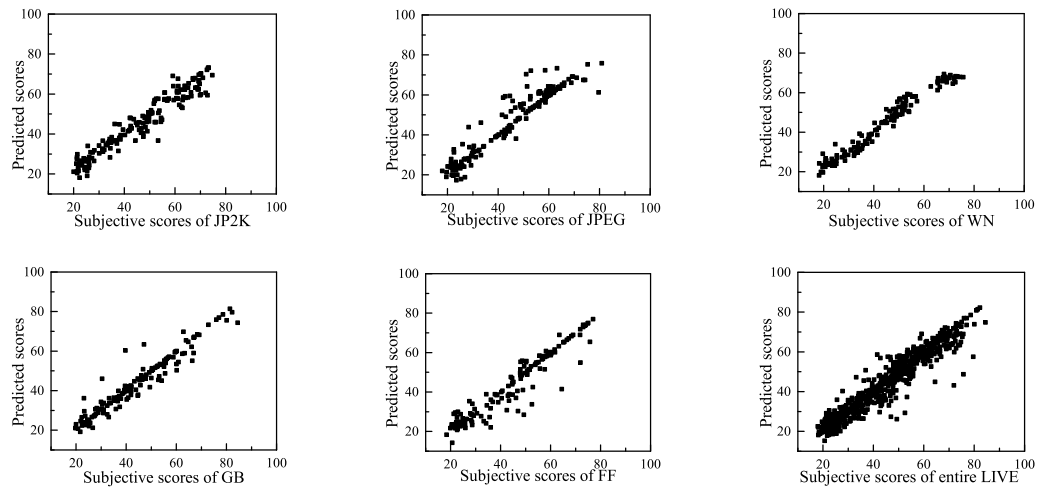 100
80
60
40
20
Predicted scores
20 40 60 80 100
Subjective scores of JP2K
100
80
60
40
20
Predicted scores
20 40 60 80 100
Subjective scores of JPEG
100
80
60
40
20
Predicted scores
20 40 60 80 100
Subjective scores of WN
100
80
60
40
20
Predicted scores
20 40 60 80 100
Subjective scores of GB
100
80
60
40
20
Predicted scores
20 40 60 80 100
Subjective scores of FF
100
80
60
40
20
Predicted scores
20 40 60 80 100
Subjective scores of entire LIVE